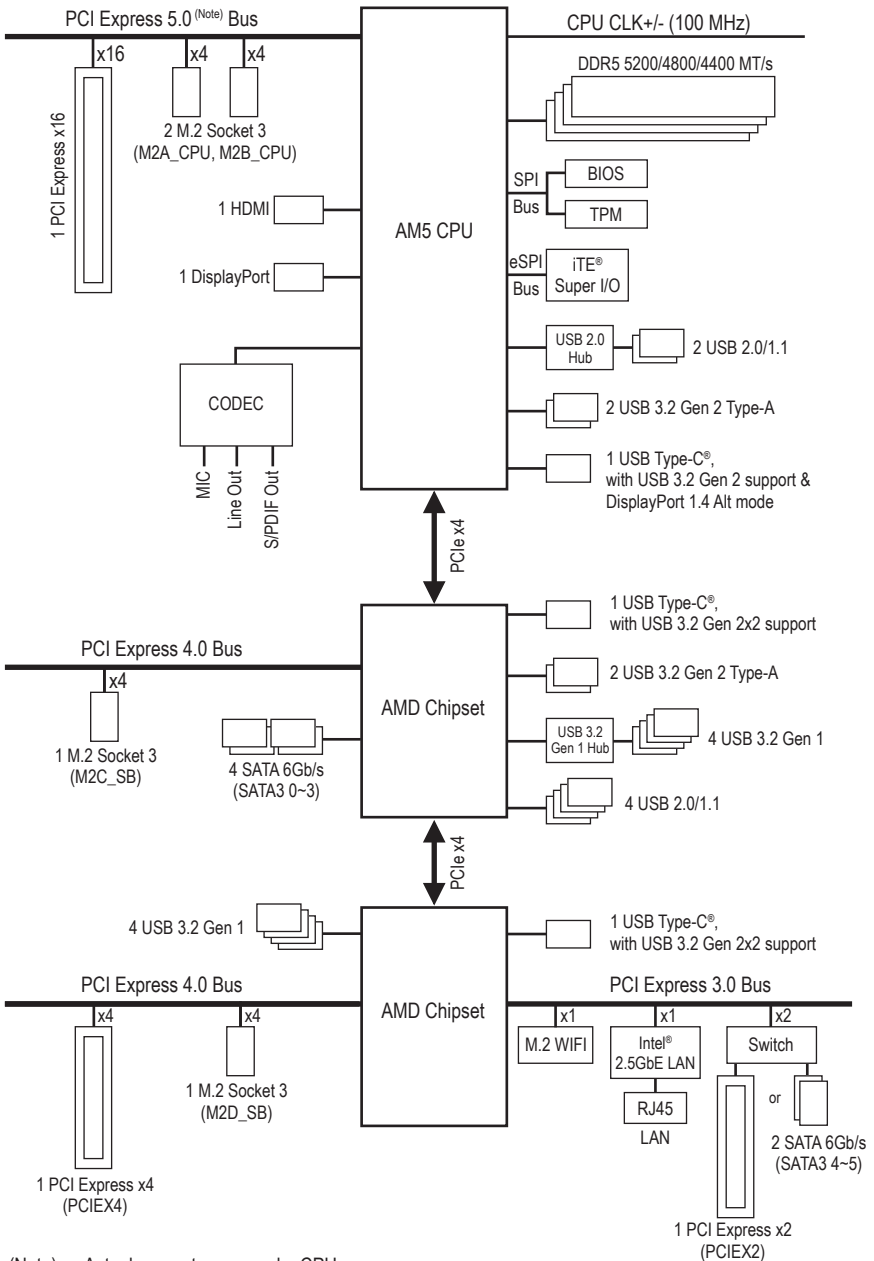 PCI Express 5.0 (Note) Bus
CPU CLK+/- (100 MHz)
x16
x4
x4
DDR5 5200/4800/4400 MT/s
1 PCI Express x16
2 M.2 Socket 3
(M2A_CPU, M2B_CPU)
SPI
Bus
BIOS
TPM
1 HDMI
AM5 CPU
eSPI
Bus
iTE®
Super I/O
1 DisplayPort
USB 2.0
Hub
2 USB 2.0/1.1
CODEC
2 USB 3.2 Gen 2 Type-A
MIC
Line Out
S/PDIF Out
1 USB Type-C®,
with USB 3.2 Gen 2 support &
DisplayPort 1.4 Alt mode
PCIe x4
1 USB Type-C®,
with USB 3.2 Gen 2x2 support
PCI Express 4.0 Bus
x4
2 USB 3.2 Gen 2 Type-A
AMD Chipset
1 M.2 Socket 3
(M2C_SB)
4 SATA 6Gb/s
(SATA3 0~3)
USB 3.2
Gen 1 Hub
4 USB 3.2 Gen 1
4 USB 2.0/1.1
PCIe x4
4 USB 3.2 Gen 1
1 USB Type-C®,
with USB 3.2 Gen 2x2 support
PCI Express 4.0 Bus
PCI Express 3.0 Bus
x4
x4
AMD Chipset
x1
x1
x2
M.2 WIFI
Intel®
2.5GbE LAN
Switch
1 M.2 Socket 3
(M2D_SB)
RJ45
LAN
or
2 SATA 6Gb/s
(SATA3 4~5)
1 PCI Express x4
(PCIEX4)
1 PCI Express x2
(PCIEX2)